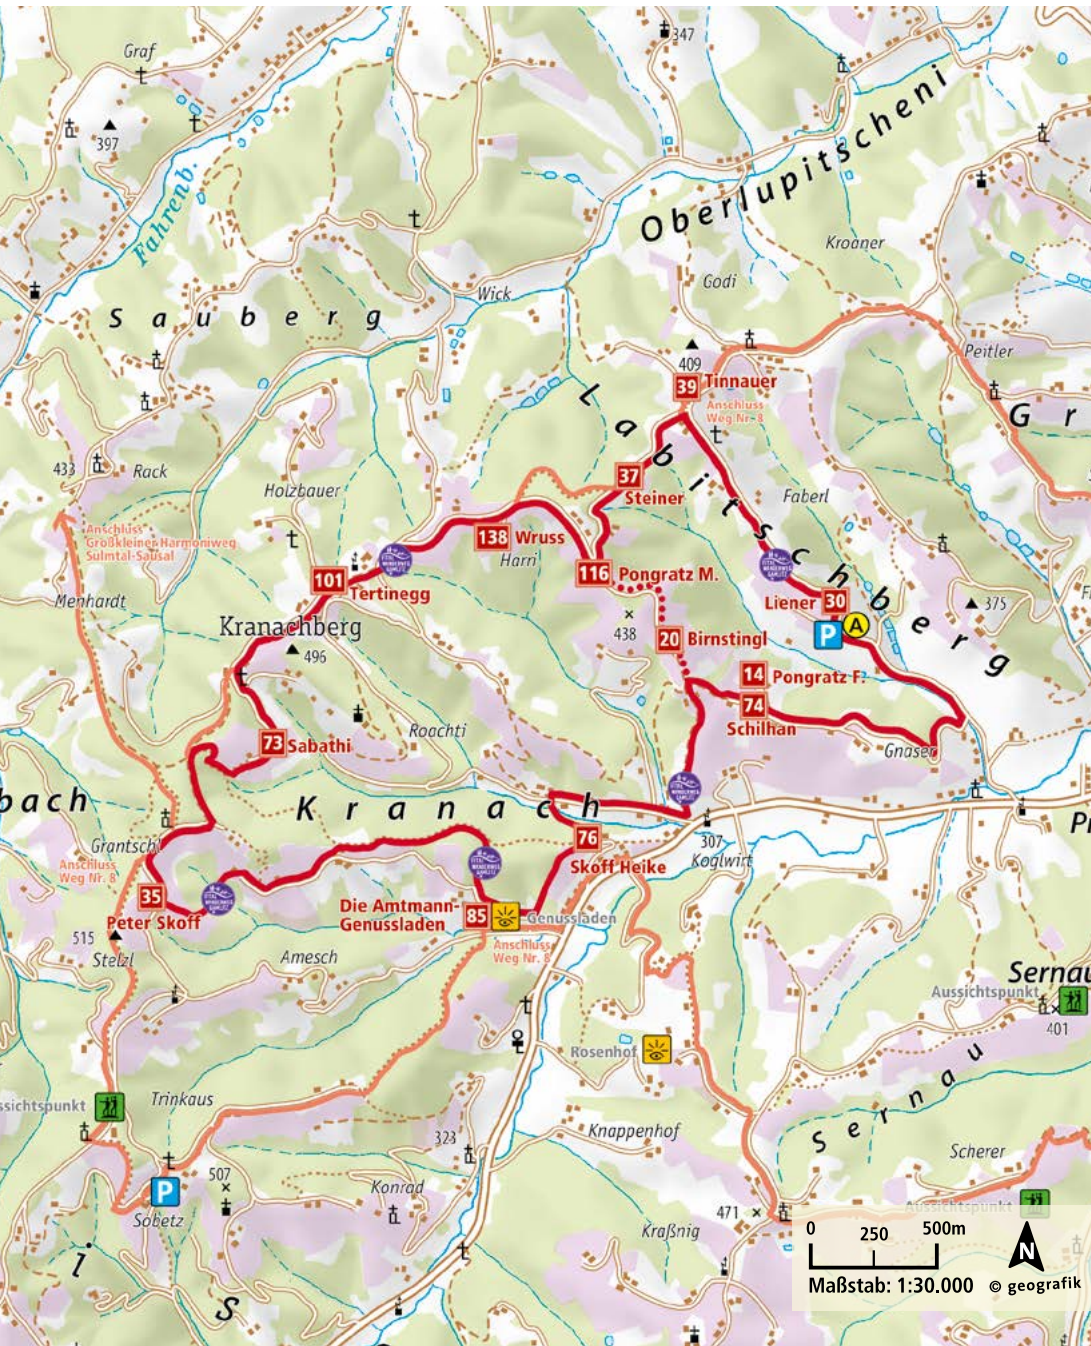 347
Graf
397
Fahrenb.
Oberlupitscheni
Kroaner
Godi
Wick
Sauberg
409
39 Tinnauer
Anschluss
Weg Nr. 8
Peitler
Gr
Labitschberg
433
Rack
Holzbauer
37
Steiner
Faberl
Anschluss
Großkleiner Harmoniweg
Sulmtal-Sausal
138 Wruss
Harri
116 Pongratz M.
101
Tertinegg
Menhardt
Liener 30
375
A
P
Kranachberg
438
496
20 Birnstingl
14 Pongratz F.
74
Schilhan
Roachti
73 Sabathi
Gnaser
bach
Kranach
307
Koglwirt
76
Skoff Heike
Grantschi
Anschluss
Weg Nr. 8
35
Peter Skoff
Die Amtmann-
Genussladen
85
Genussladen
Anschluss
Weg Nr. 8
515
Stelzl
Amesch
Sernau
Aussichtspunkt
401
Rosenhof
Sernau
ssichtspunkt
Trinkaus
323
Knappenhof
Scherer
507
P
Sobetz
Konrad
Kraßnig
471
Aussichtspunkt
l
S
0 250 500m
N
Maßstab: 1:30.000 © geografik